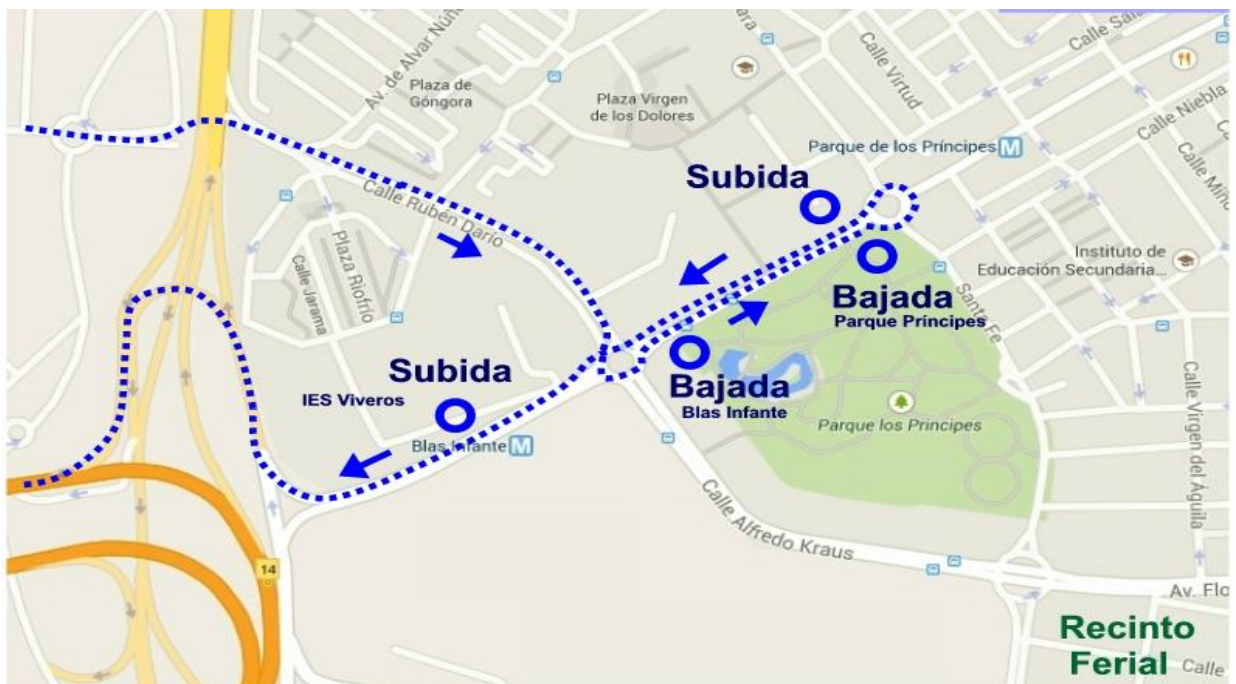 Av. de Alvar Núñ
Plaza de
Góngora
Plaza Virgen
de los Dolores
Calle Virtud
Calle Niebla
Parque de los Príncipes M
Subida
Calle Rubén Darío
Plaza Riofrío
Calle Jarama
Instituto de
Educación Secundaria...
Santa Fe
Bajada
Parque Príncipes
Subida
IES Viveros
Bajada
Blas Infante
Blas Infante M
Parque los Principes
Calle Virgen del Águila
Calle Alfredo Kraus
14
Av. Flo
Recinto
Ferial
Calle